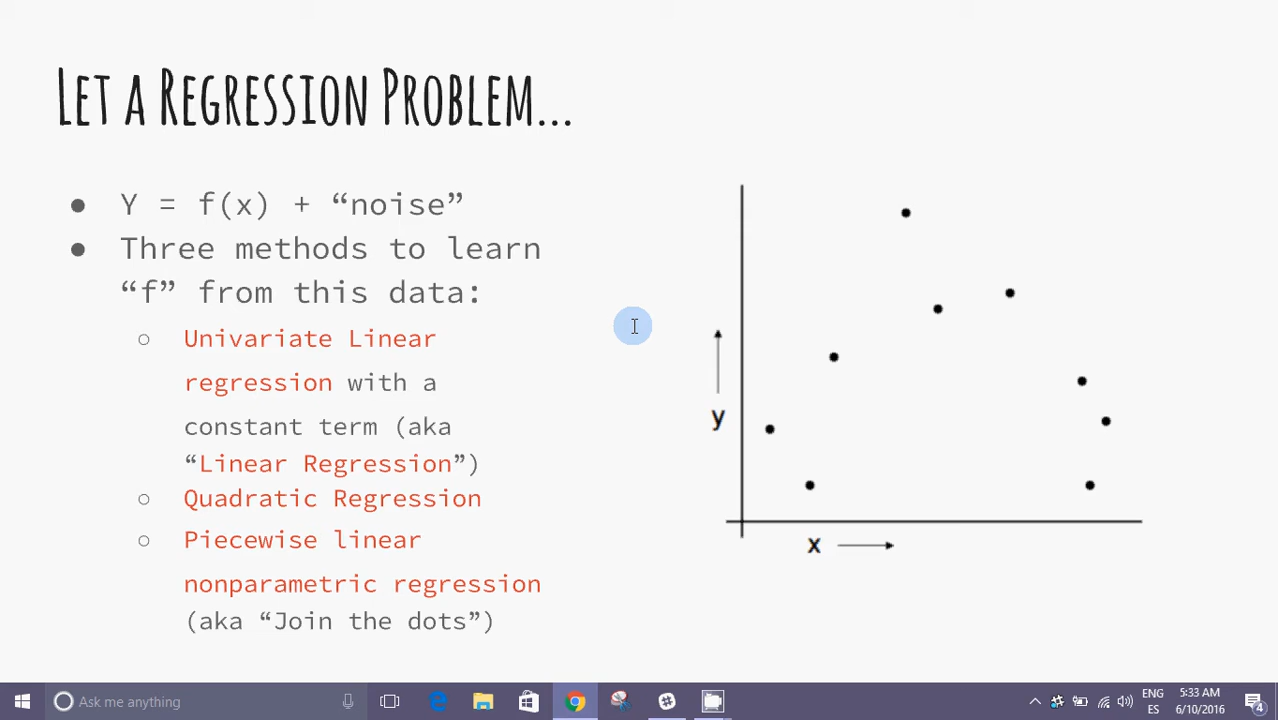 LET A REGRESSION PROBLEM...
Y = f(x) + “noise”
Three methods to learn
“f” from this data:
Univariate Linear
regression with a
constant term (aka
“Linear Regression”)
Quadratic Regression
Piecewise linear
nonparametric regression
(aka “Join the dots”)
y
x
Ask me anything
ENG
ES
5:33 AM
6/10/2016
4